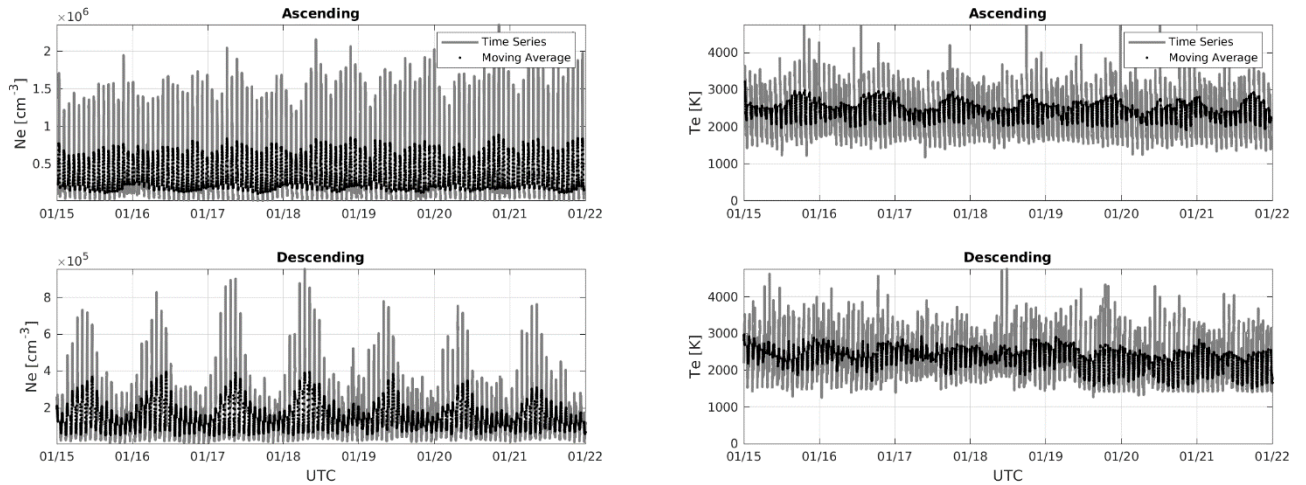 Ascending
×10⁶
Time Series
Moving Average
Ne [cm⁻³]
2
1.5
1
0.5
01/15 01/16 01/17 01/18 01/19 01/20 01/21 01/22
Ascending
Time Series
Moving Average
Te [K]
4000
3000
2000
1000
0
01/15 01/16 01/17 01/18 01/19 01/20 01/21 01/22
Descending
×10⁵
Ne [cm⁻³]
8
6
4
2
01/15 01/16 01/17 01/18 01/19 01/20 01/21 01/22
UTC
Descending
Te [K]
4000
3000
2000
1000
0
01/15 01/16 01/17 01/18 01/19 01/20 01/21 01/22
UTC